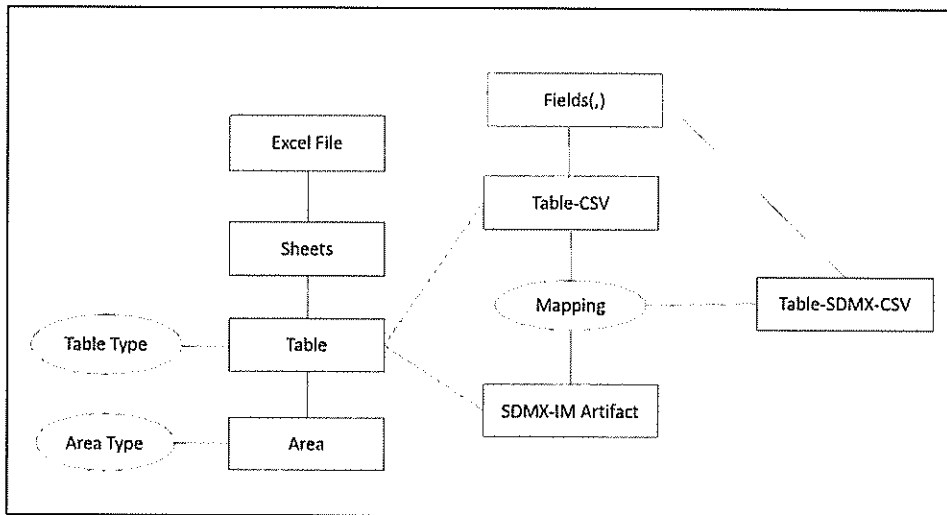 Fields(,)
Excel File
Table-CSV
Sheets
Mapping
Table-SDMX-CSV
Table Type
Table
SDMX-IM Artifact
Area Type
Area